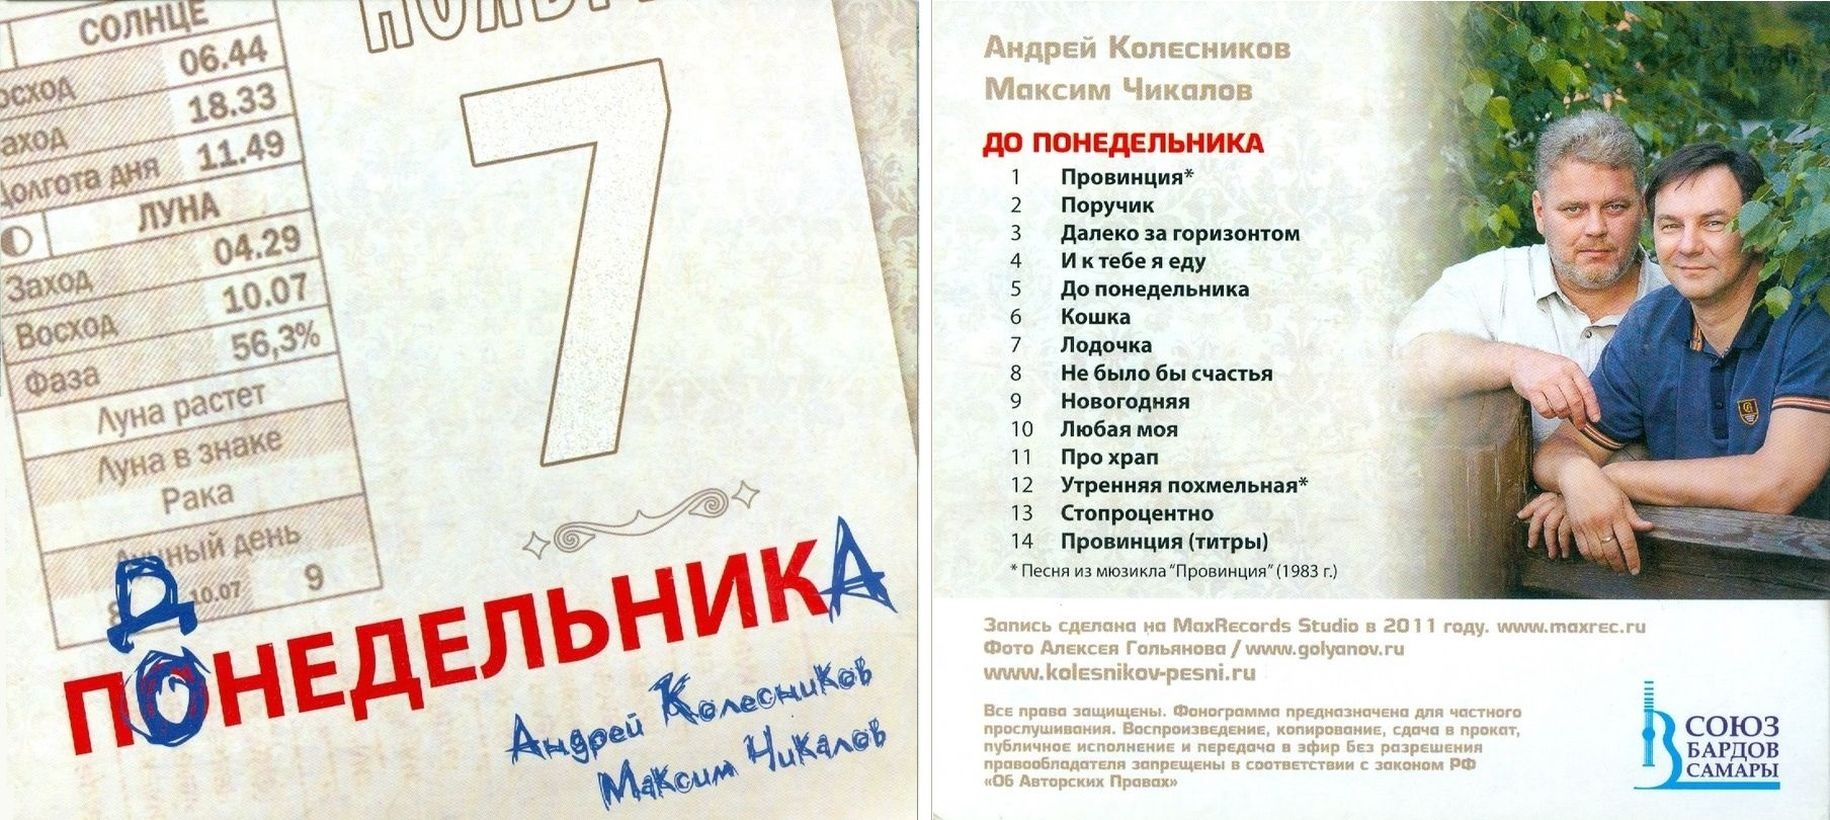 СОЛНЦЕ
06.44
18.33
11.49
Долгота дня
ЛУНА
04.29
Заход
10.07
Восход
56,3%
Фаза
Луна растет
Луна в знаке
Рака
день
10.07
9
НОЯБР
7
ДО
ПОНЕДЕЛЬНИКА
Андрей Колесников
Максим Чикалов
Андрей Колесников
Максим Чикалов
ДО ПОНЕДЕЛЬНИКА
1 Провинция*
2 Поручик
3 Далеко за горизонтом
4 И к тебе я еду
5 До понедельника
6 Кошка
7 Лодочка
8 Не было бы счастья
9 Новогодняя
10 Любая моя
11 Про храп
12 Утренняя похмельная*
13 Стопроцентно
14 Провинция (титры)
* Песня из мюзикла "Провинция" (1983 г.)
Запись сделана на MaxRecords Studio в 2011 году. www.maxrec.ru
Фото Алексея Гольянова / www.golyanov.ru
www.kolesnikov-pesni.ru
Все права защищены. Фонограмма предназначена для частного
прослушивания. Воспроизведение, копирование, сдача в прокат,
публичное исполнение и передача в эфир без разрешения
правообладателя запрещены в соответствии с законом РФ
«Об Авторских Правах»
СОЮЗ
БАРДОВ
САМАРЫ